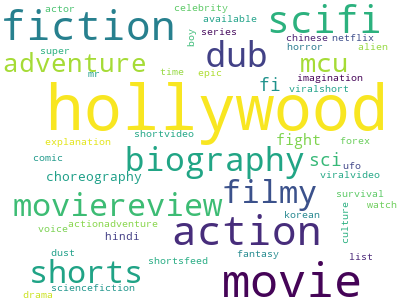 actor
celebrity
fiction
available
scifi
super
boy
series
dub
chinese
netflix
adventure
horror
alien
mcu
mr
time
epic
fi
imagination
viralshort
hollywood
explanation
shortvideo
fight
forex
comic
biography
sci
ufo
choreography
viralvideo
filmy
survival
moviereview
korean
culture
watch
voice
actionadventure
hindi
action
dust
shorts
shortsfeed
fantasy
list
sciencefiction
movie
drama